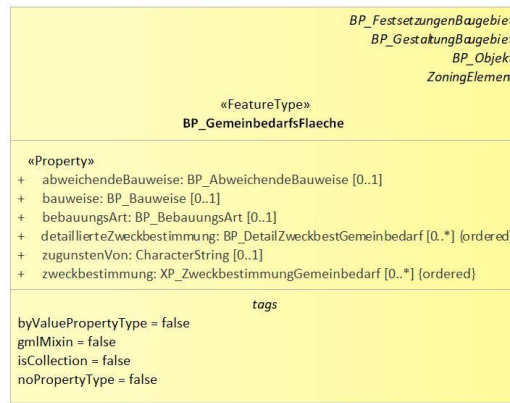 BP_FestsetzungenBaugebiet
BP_GestaltungBaugebiet
BP_Objekt
ZoningElement
«FeatureType»
BP_GemeinbedarfsFlaeche
«Property»
+ abweichendeBauweise: BP_AbweichendeBauweise [0..1]
+ bauweise: BP_Bauweise [0..1]
+ bebauungsArt: BP_BebauungsArt [0..1]
+ detaillierteZweckbestimmung: BP_DetailZweckbestGemeinbedarf [0..*] {ordered}
+ zugunstenVon: CharacterString [0..1]
+ zweckbestimmung: XP_ZweckbestimmungGemeinbedarf [0..*] {ordered}
tags
byValuePropertyType = false
gmlMixin = false
isCollection = false
noPropertyType = false